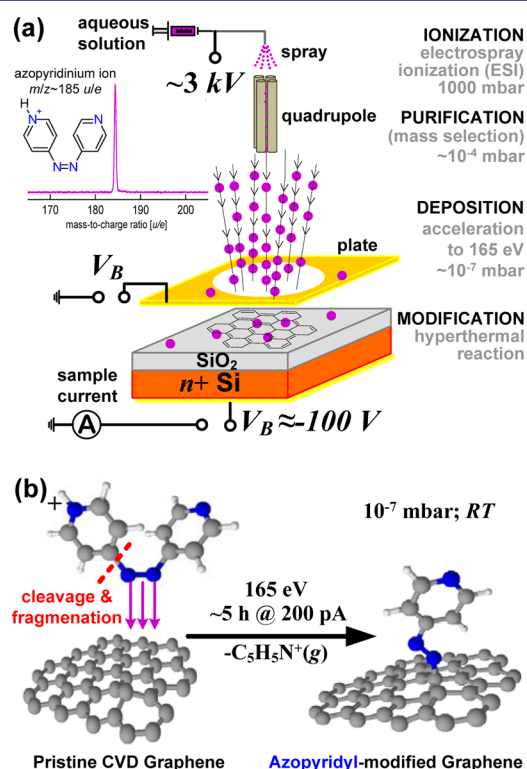 (a)
aqueous
solution
spray
~3 kV
quadrupole
IONIZATION
electrospray
ionization (ESI)
1000 mbar
PURIFICATION
(mass selection)
~10⁻⁴ mbar
DEPOSITION
acceleration
to 165 eV
~10⁻⁷ mbar
MODIFICATION
hyperthermal
reaction
azopyridinium ion
m/z~185 u/e
H
+
N
N
N=N
170
180
190
200
mass-to-charge ratio [u/e]
plate
V_B
SiO₂
n+ Si
sample
current
A
V_B≈-100 V
(b)
+
cleavage &
fragmenation
10⁻⁷ mbar; RT
165 eV
~5 h @ 200 pA
-C₅H₅N⁺(g)
Pristine CVD Graphene
Azopyridyl-modified Graphene